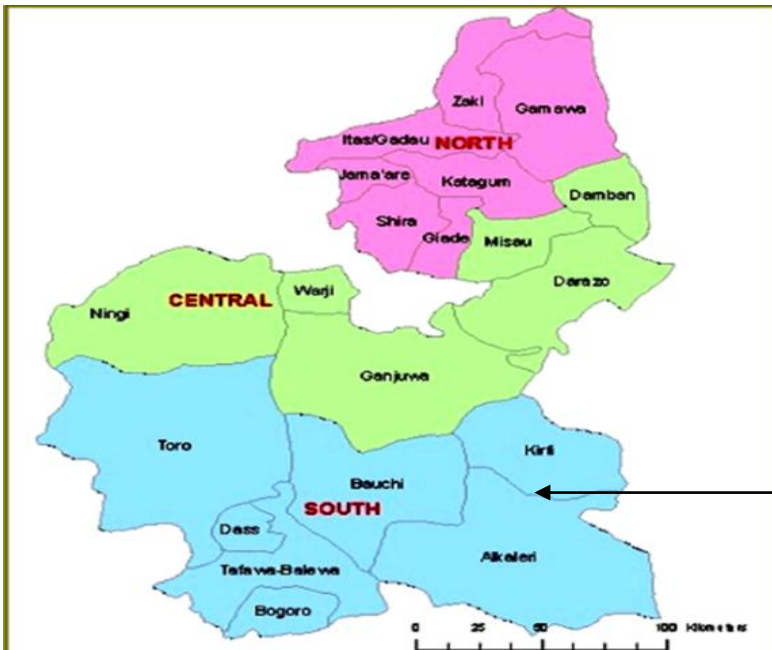 Zaki
Gamawa
Itas/Gadau
NORTH
Jama'are
Katagum
Damban
Shira
Giade
Misau
Darazo
Warji
CENTRAL
Ningi
Ganjuwa
Toro
Kirfi
Bauchi
SOUTH
Dass
Alkaleri
Tafawa-Balewa
Bogoro
0 25 50 100 Kilometers